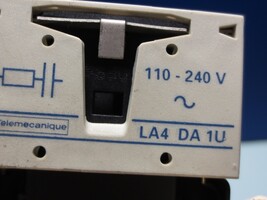 110 - 240 V
Telemecanique
LA4 DA 1U